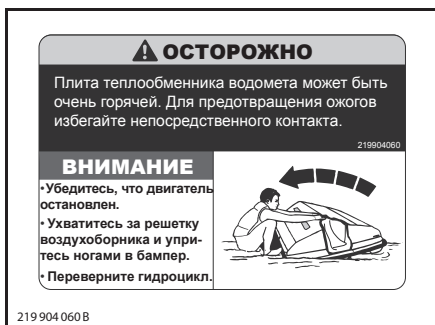 ОСТОРОЖНО
Плита теплообменника водомета может быть
очень горячей. Для предотвращения ожогов
избегайте непосредственного контакта.
219904060
ВНИМАНИЕ
•Убедитесь, что двигатель
остановлен.
• Ухватитесь за решетку
воздухоборника и упри-
тесь ногами в бампер.
• Переверните гидроцикл.
219 904 060 B